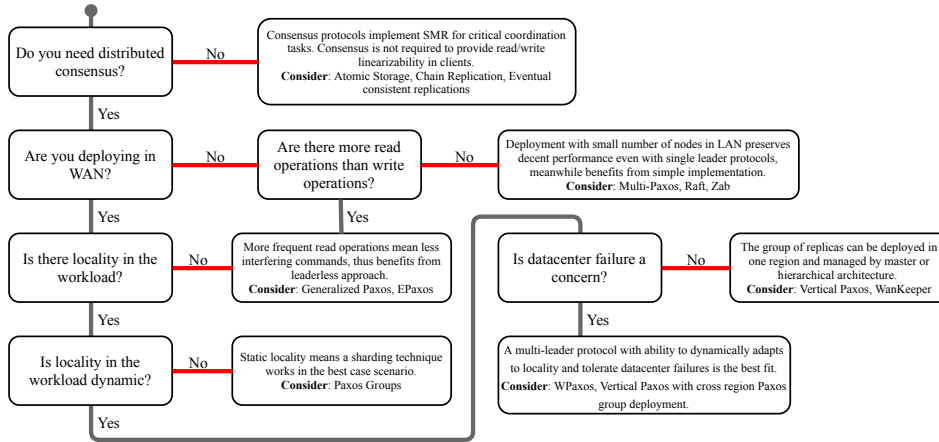 Do you need distributed
consensus?
No
Consensus protocols implement SMR for critical coordination
tasks. Consensus is not required to provide read/write
linearizability in clients.
Consider: Atomic Storage, Chain Replication, Eventual
consistent replications
Yes
Are you deploying in
WAN?
No
Are there more read
operations than write
operations?
No
Deployment with small number of nodes in LAN preserves
decent performance even with single leader protocols,
meanwhile benefits from simple implementation.
Consider: Multi-Paxos, Raft, Zab
Yes
Yes
Is there locality in the
workload?
No
More frequent read operations mean less
interfering commands, thus benefits from
leaderless approach.
Consider: Generalized Paxos, EPaxos
Is datacenter failure a
concern?
No
The group of replicas can be deployed in
one region and managed by master or
hierarchical architecture.
Consider: Vertical Paxos, WanKeeper
Yes
Yes
Is locality in the
workload dynamic?
No
Static locality means a sharding technique
works in the best case scenario.
Consider: Paxos Groups
A multi-leader protocol with ability to dynamically adapts
to locality and tolerate datacenter failures is the best fit.
Consider: WPaxos, Vertical Paxos with cross region Paxos
group deployment.
Yes